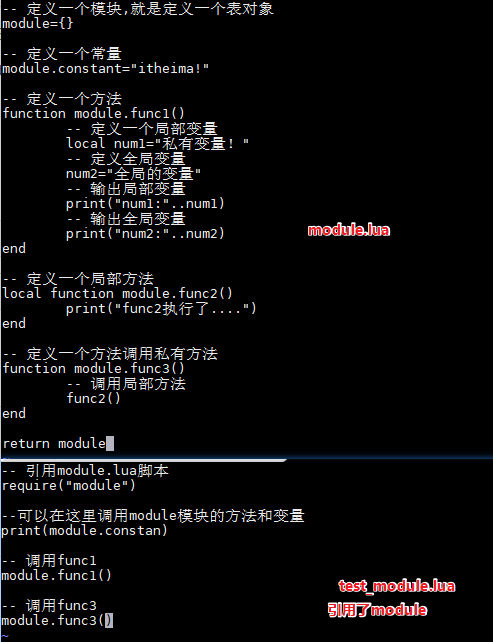 -- 定义一个模块,就是定义一个表对象
module={}
-- 定义一个常量
module.constant="itheima!"
-- 定义一个方法
function module.func1()
-- 定义一个局部变量
local num1="私有变量！"
-- 定义全局变量
num2="全局的变量"
-- 输出局部变量
print("num1:"..num1)
-- 输出全局变量
print("num2:"..num2)
end
module.lua
-- 定义一个局部方法
local function module.func2()
print("func2执行了....")
end
-- 定义一个方法调用私有方法
function module.func3()
-- 调用局部方法
func2()
end
return module
-- 引用module.lua脚本
require("module")
--可以在这里调用module模块的方法和变量
print(module.constan)
-- 调用func1
module.func1()
test_module.lua
引用了module
-- 调用func3
module.func3()
~